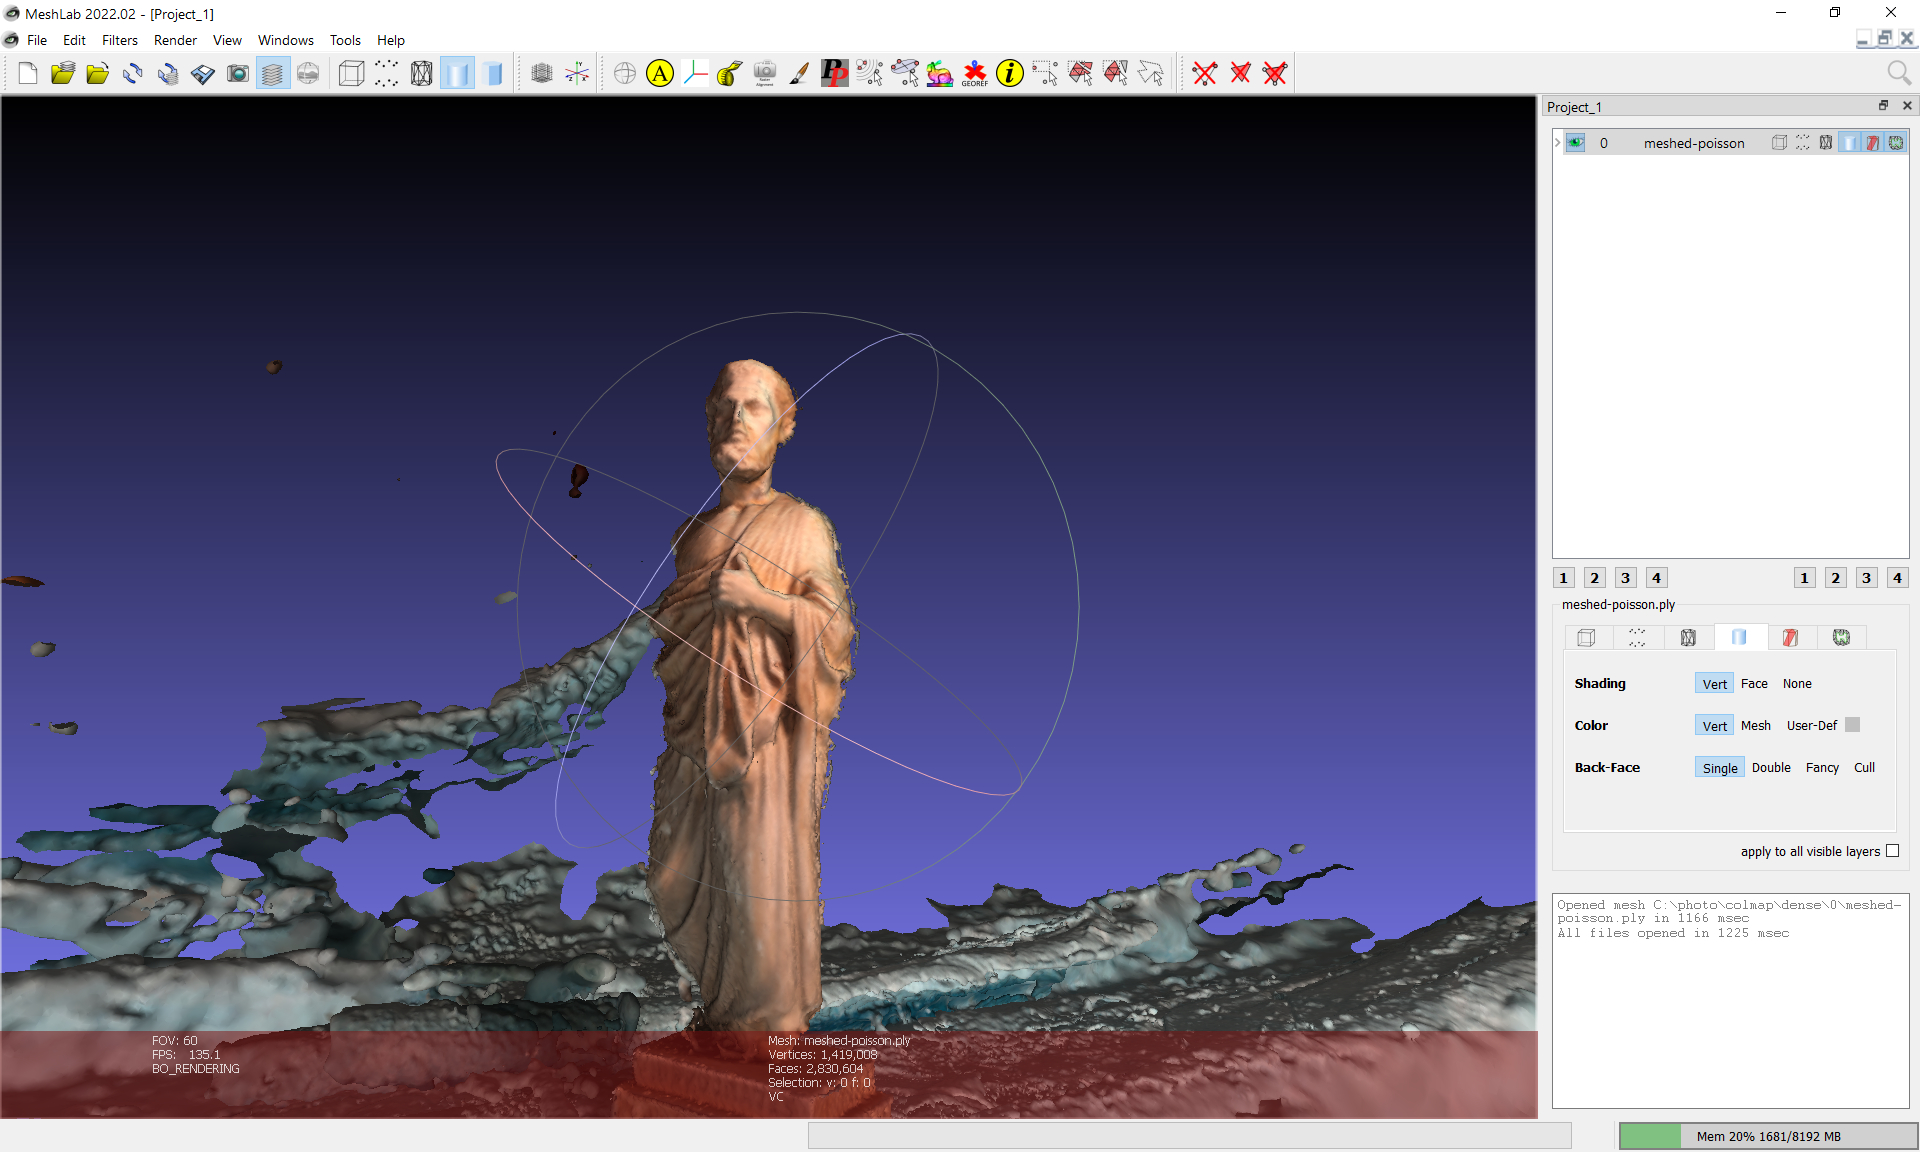 MeshLab 2022.02 - [Project_1]
File Edit Filters Render View Windows Tools Help
A PP GEOREF i
Project_1
0 meshed-poisson
1 2 3 4 1 2 3 4
meshed-poisson.ply
Shading Vert Face None
Color Vert Mesh User-Def
Back-Face Single Double Fancy Cull
apply to all visible layers
Opened mesh C:\photo\colmap\dense\0\meshed-
poisson.ply in 1166 msec
All files opened in 1225 msec
FOV: 60
FPS: 135.1
BO_RENDERING
Mesh: meshed-poisson.ply
Vertices: 1,419,008
Faces: 2,830,604
Selection: v: 0 f: 0
VC
Mem 20% 1681/8192 MB